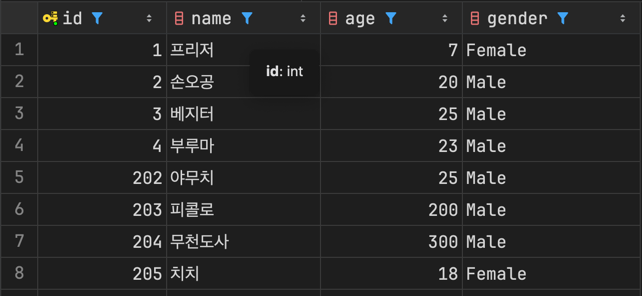 id name age gender
1 1 프리저 7 Female
id: int
2 2 손오공 20 Male
3 3 베지터 25 Male
4 4 부루마 23 Male
5 202 야무치 25 Male
6 203 피콜로 200 Male
7 204 무천도사 300 Male
8 205 치치 18 Female